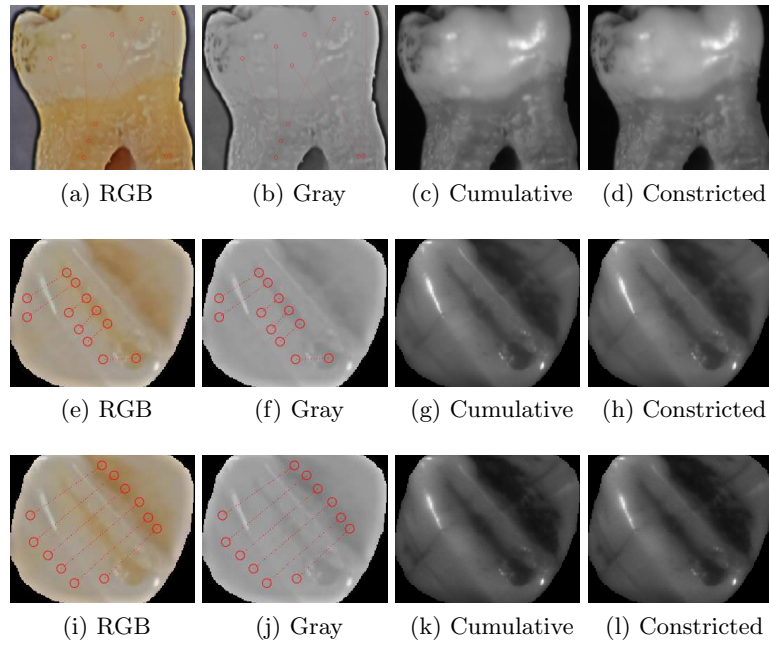 (a) RGB (b) Gray (c) Cumulative (d) Constricted
(e) RGB (f) Gray (g) Cumulative (h) Constricted
(i) RGB (j) Gray (k) Cumulative (l) Constricted